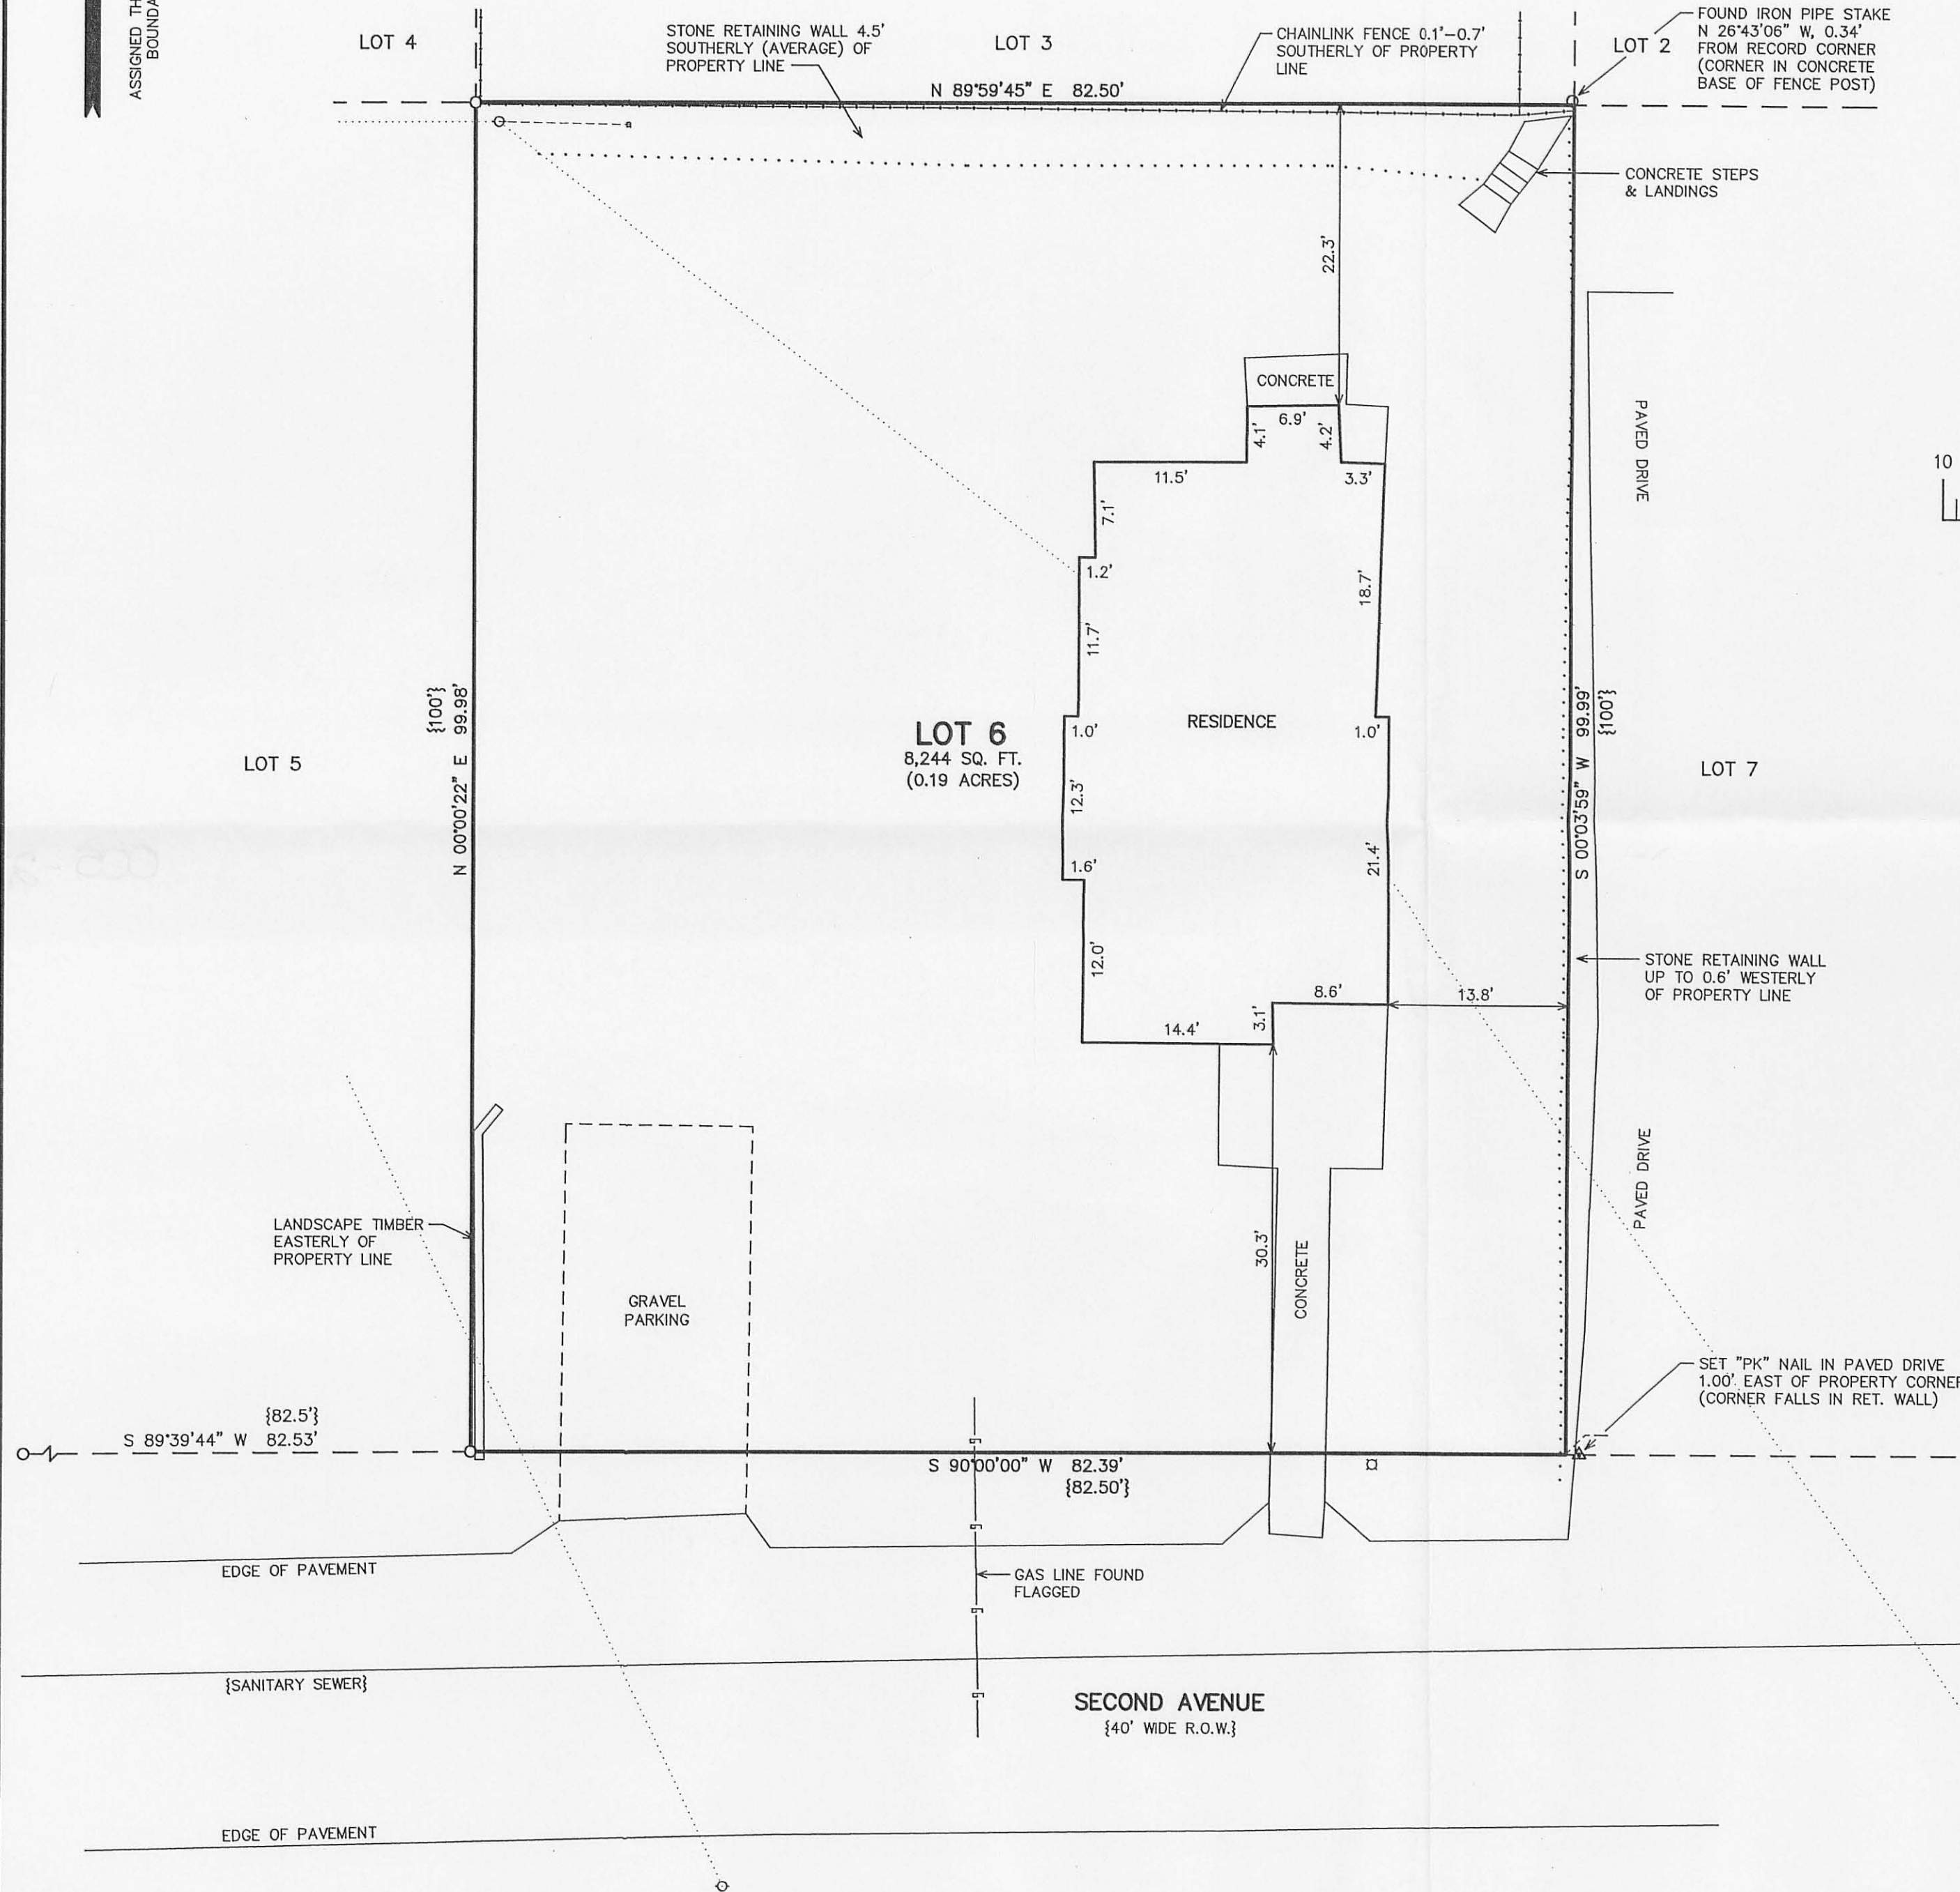 ASSIGNED TH
BOUNDA
LOT 4
STONE RETAINING WALL 4.5'
SOUTHERLY (AVERAGE) OF
PROPERTY LINE
LOT 3
CHAINLINK FENCE 0.1'-0.7'
SOUTHERLY OF PROPERTY
LINE
LOT 2
FOUND IRON PIPE STAKE
N 26°43'06" W, 0.34'
FROM RECORD CORNER
(CORNER IN CONCRETE
BASE OF FENCE POST)
N 89°59'45" E 82.50'
CONCRETE STEPS
& LANDINGS
22.3'
CONCRETE
6.9'
4.1'
4.2'
11.5'
3.3'
PAVED DRIVE
10
7.1'
1.2'
18.7'
11.7'
{100'}
N 00°00'22" E 99.98'
LOT 6
8,244 SQ. FT.
(0.19 ACRES)
RESIDENCE
1.0'
1.0'
S 00°03'59" W 99.99'
{100'}
LOT 5
LOT 7
12.3'
1.6'
21.4'
12.0'
STONE RETAINING WALL
UP TO 0.6' WESTERLY
OF PROPERTY LINE
8.6'
13.8'
3.1'
14.4'
PAVED DRIVE
LANDSCAPE TIMBER
EASTERLY OF
PROPERTY LINE
30.3'
CONCRETE
GRAVEL
PARKING
SET "PK" NAIL IN PAVED DRIVE
1.00' EAST OF PROPERTY CORNER
(CORNER FALLS IN RET. WALL)
{82.5'}
S 89°39'44" W 82.53'
S 90°00'00" W 82.39'
{82.50'}
EDGE OF PAVEMENT
GAS LINE FOUND
FLAGGED
{SANITARY SEWER}
SECOND AVENUE
{40' WIDE R.O.W.}
EDGE OF PAVEMENT